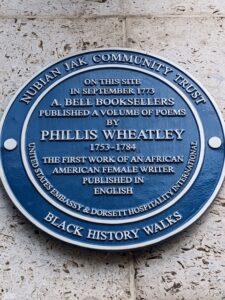 NUBIAN JAK COMMUNITY TRUST
ON THIS SITE
IN SEPTEMBER 1773
A. BELL BOOKSELLERS
PUBLISHED A VOLUME OF POEMS
BY
PHILLIS WHEATLEY
1753–1784
THE FIRST WORK OF AN AFRICAN
AMERICAN FEMALE WRITER
PUBLISHED IN
ENGLISH
UNITED STATES EMBASSY & DORSETT HOSPITALITY INTERNATIONAL
BLACK HISTORY WALKS